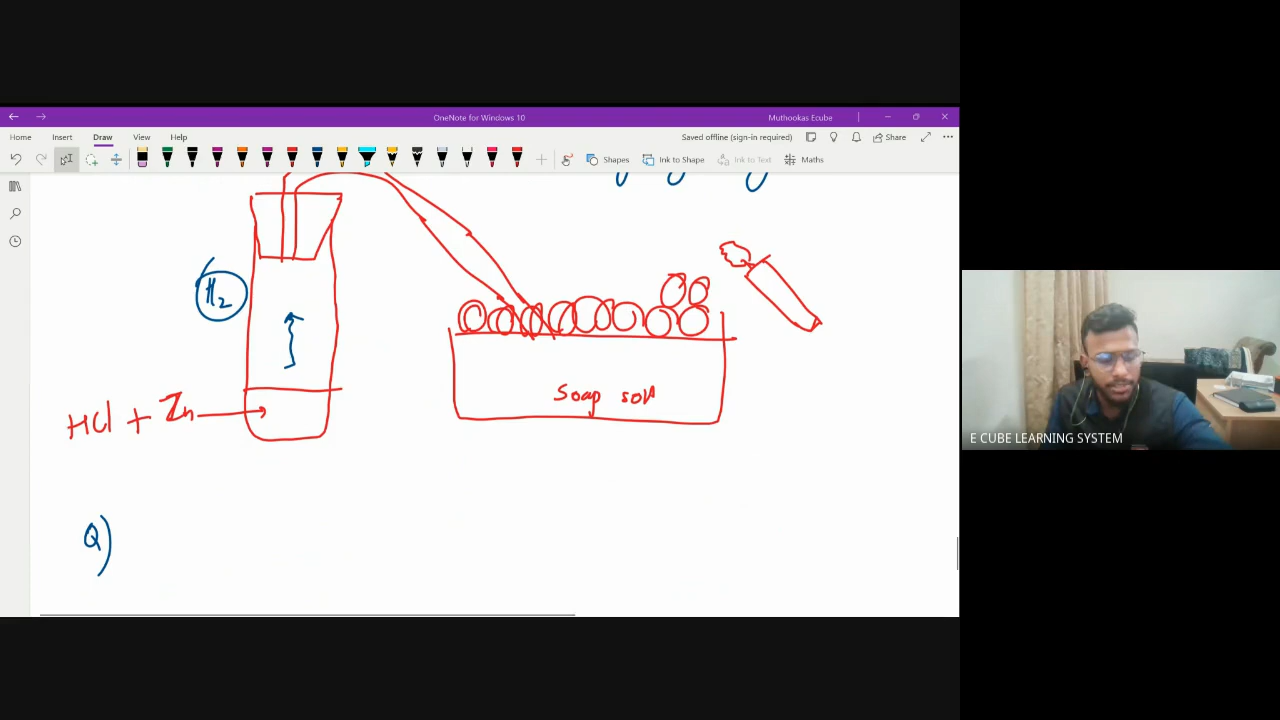 OneNote for Windows 10
Muthookas Ecube
Home Insert Draw View Help
Saved offline (sign-in required)
Share
Shapes
Ink to Shape
Ink to Text
Maths
H2
HCl + Zn
Soap soln
Q)
E CUBE LEARNING SYSTEM